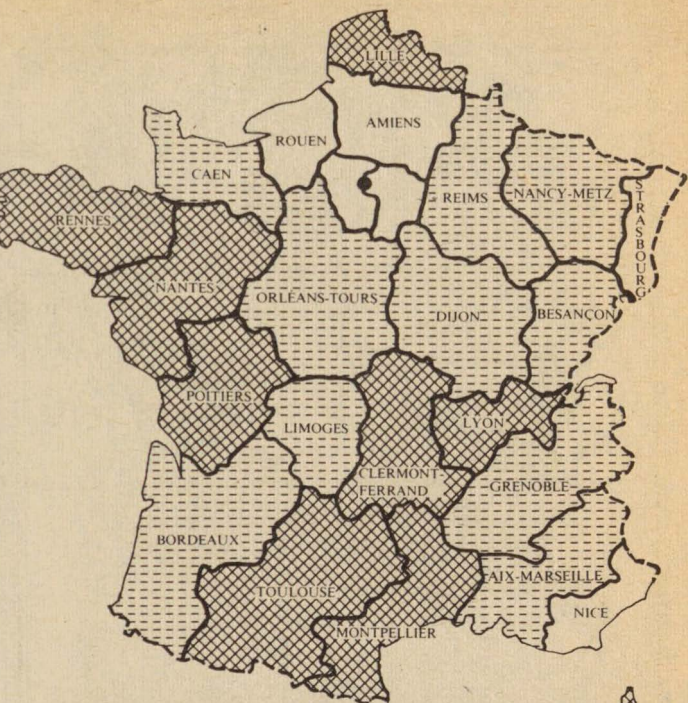 LILLE
AMIENS
ROUEN
CAEN
REIMS
NANCY-METZ
STRASBOURG
RENNES
NANTES
ORLÉANS-TOURS
DIJON
BESANÇON
POITIERS
LIMOGES
LYON
CLERMONT-
FERRAND
GRENOBLE
BORDEAUX
AIX-MARSEILLE
TOULOUSE
NICE
MONTPELLIER